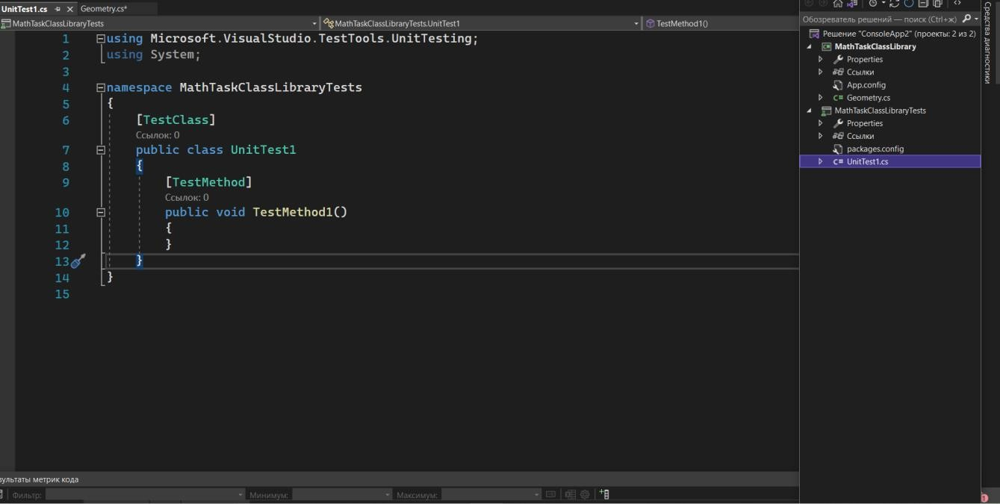 UnitTest1.cs
Geometry.cs*
MathTaskClassLibraryTests
MathTaskClassLibraryTests.UnitTest1
TestMethod1()
1 using Microsoft.VisualStudio.TestTools.UnitTesting;
2 using System;
3
4 namespace MathTaskClassLibraryTests
5 {
6 [TestClass]
Ссылок: 0
7 public class UnitTest1
8 {
9 [TestMethod]
Ссылок: 0
10 public void TestMethod1()
11 {
12 }
13 }
14 }
15
Обозреватель решений — поиск (Ctrl+ж)
Решение "ConsoleApp2" (проекты: 2 из 2)
MathTaskClassLibrary
Properties
Ссылки
App.config
C# Geometry.cs
MathTaskClassLibraryTests
Properties
Ссылки
packages.config
C# UnitTest1.cs
Средства диагностики
зультаты метрик кода
Фильтр:
Минимум:
Максимум:
1